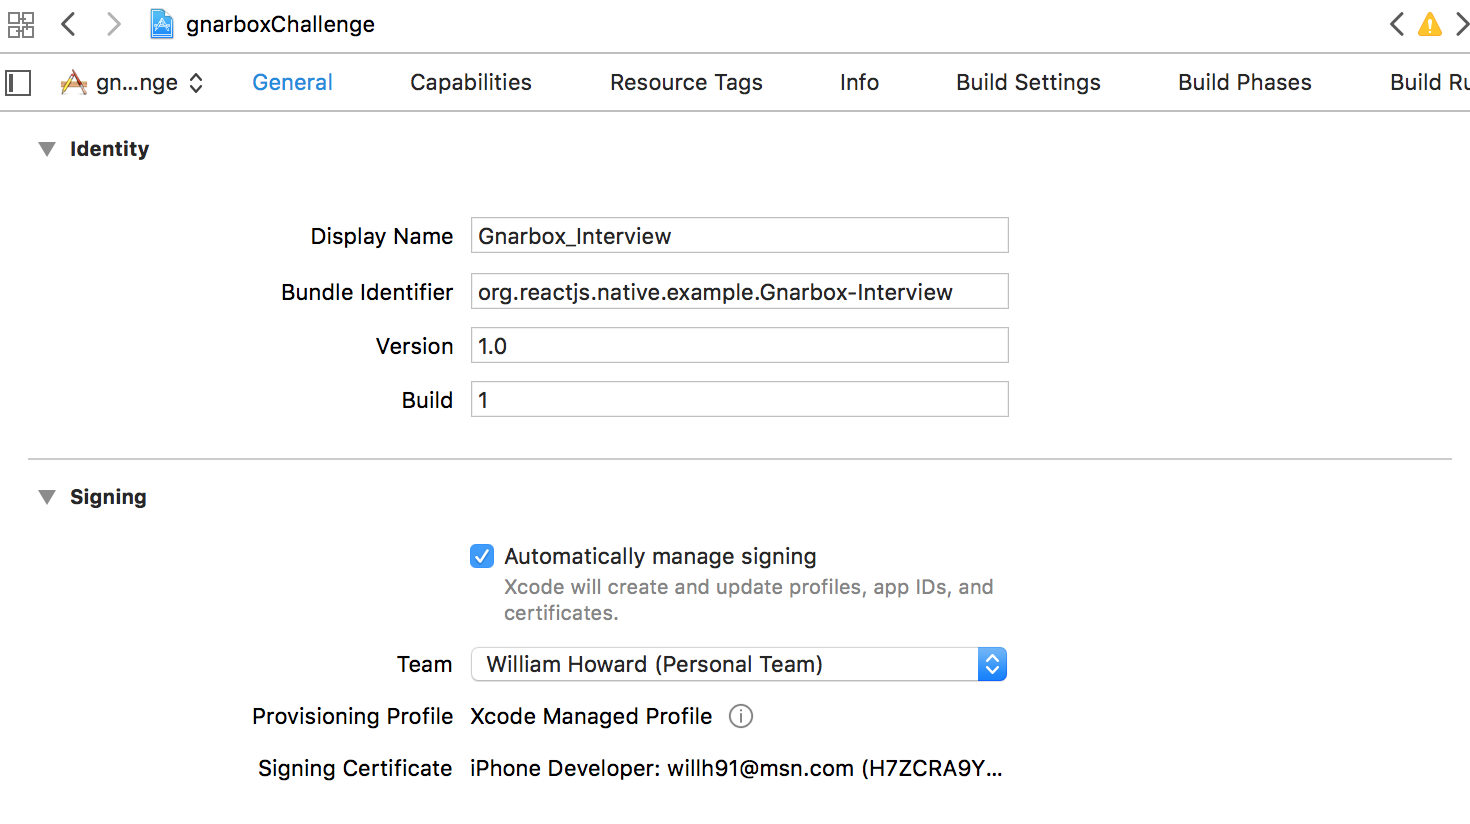 gnarboxChallenge
gn...nge General Capabilities Resource Tags Info Build Settings Build Phases Build Ru
Identity
Display Name Gnarbox_Interview
Bundle Identifier org.reactjs.native.example.Gnarbox-Interview
Version 1.0
Build 1
Signing
Automatically manage signing
Xcode will create and update profiles, app IDs, and
certificates.
Team William Howard (Personal Team)
Provisioning Profile Xcode Managed Profile
Signing Certificate iPhone Developer: willh91@msn.com (H7ZCRA9Y...